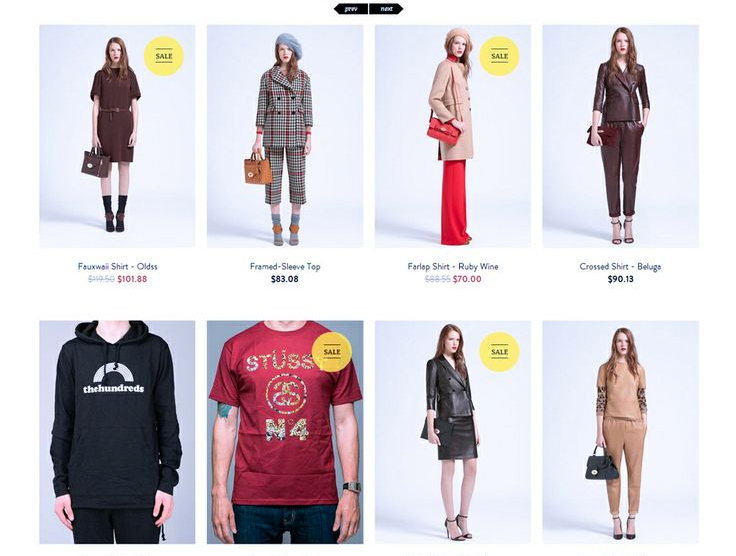 prev next
SALE SALE
Fauxwaii Shirt - Oldss Framed-Sleeve Top Farlap Shirt - Ruby Wine Crossed Shirt - Beluga
$119.50 $101.88 $83.08 $88.55 $70.00 $90.13
SALE SALE
thehundreds
STÜSSY
Nº4